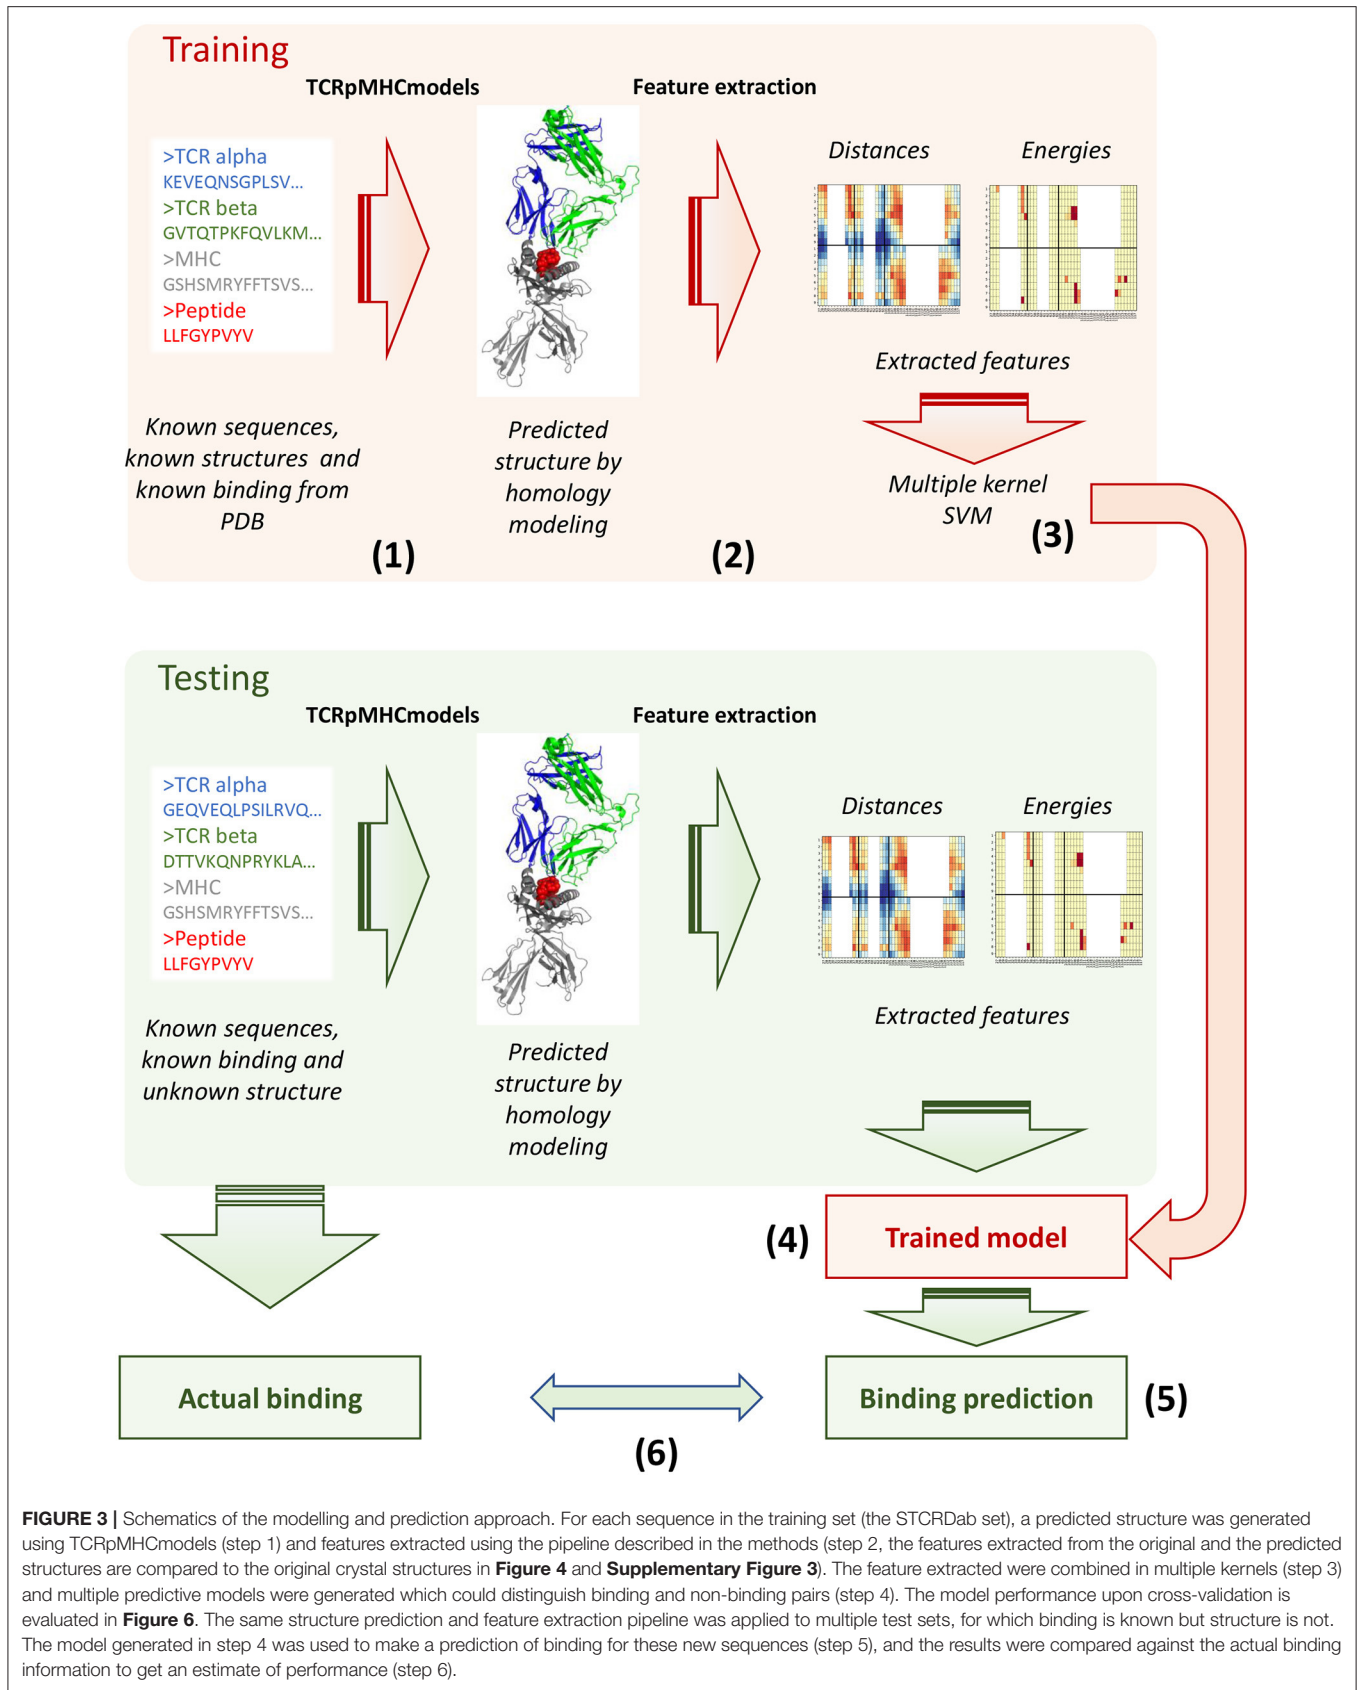 Training
TCRpMHCmodels
Feature extraction
>TCR alpha
KEVEQNSGPLSV...
>TCR beta
GVTQTPKFQVLKM...
>MHC
GSHSMRYFFTSVS...
>Peptide
LLFGYPVYV
Distances
Energies
Extracted features
Known sequences,
known structures and
known binding from
PDB
Predicted
structure by
homology
modeling
Multiple kernel
SVM
(1)
(2)
(3)
Testing
TCRpMHCmodels
Feature extraction
>TCR alpha
GEQVEQLPSILRVQ...
>TCR beta
DTTVKQNPRYKLA...
>MHC
GSHSMRYFFTSVS...
>Peptide
LLFGYPVYV
Distances
Energies
Extracted features
Known sequences,
known binding and
unknown structure
Predicted
structure by
homology
modeling
(4)
Trained model
Actual binding
Binding prediction
(5)
(6)
FIGURE 3 | Schematics of the modelling and prediction approach. For each sequence in the training set (the STCRDab set), a predicted structure was generated
using TCRpMHCmodels (step 1) and features extracted using the pipeline described in the methods (step 2, the features extracted from the original and the predicted
structures are compared to the original crystal structures in Figure 4 and Supplementary Figure 3). The feature extracted were combined in multiple kernels (step 3)
and multiple predictive models were generated which could distinguish binding and non-binding pairs (step 4). The model performance upon cross-validation is
evaluated in Figure 6. The same structure prediction and feature extraction pipeline was applied to multiple test sets, for which binding is known but structure is not.
The model generated in step 4 was used to make a prediction of binding for these new sequences (step 5), and the results were compared against the actual binding
information to get an estimate of performance (step 6).